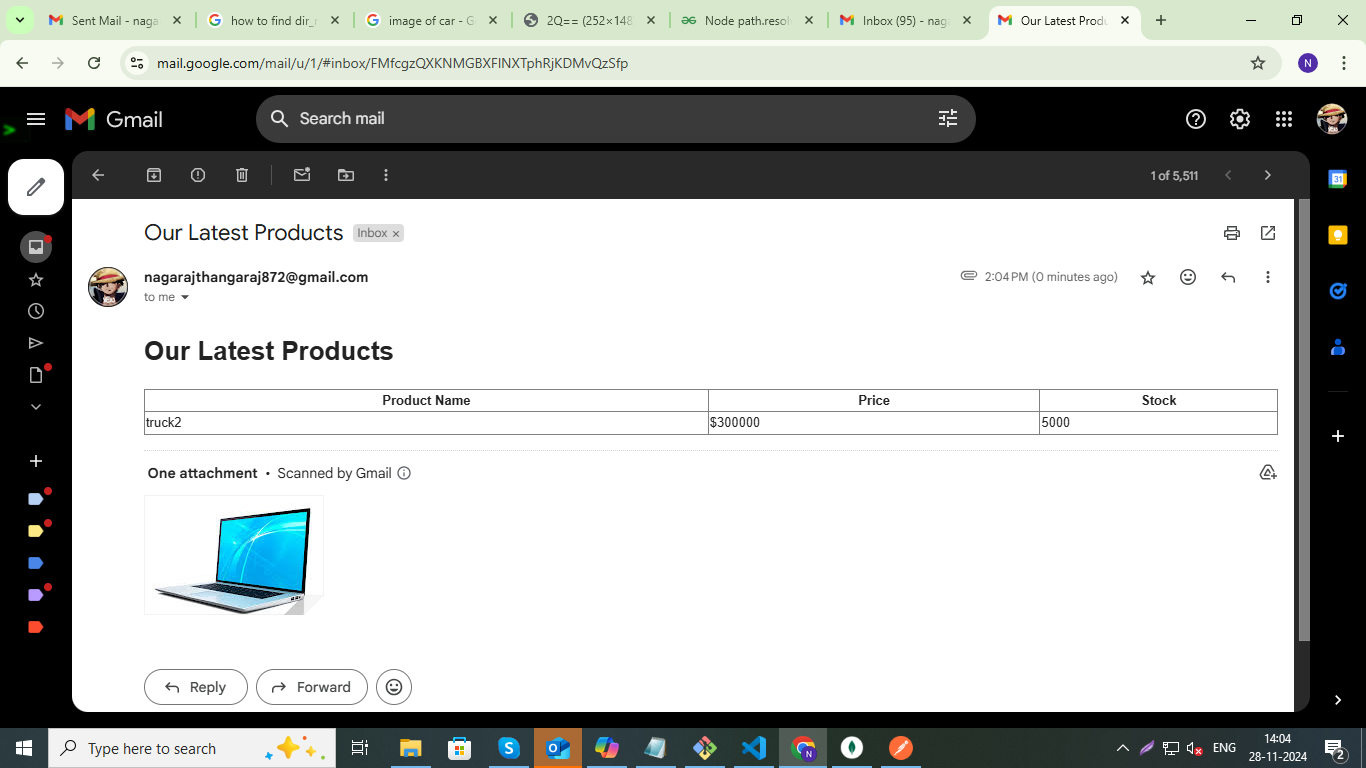 Sent Mail - naga
how to find dir_
image of car - G
2Q== (252×148
Node path.resol
Inbox (95) - nag
Our Latest Produ
mail.google.com/mail/u/1/#inbox/FMfcgzQXKNMGBXFlNXTphRjKDMvQzSfp
N
Gmail
Search mail
1 of 5,511
31
Our Latest Products
Inbox ×
nagarajthangaraj872@gmail.com
2:04 PM (0 minutes ago)
to me
Our Latest Products
Product Name Price Stock
truck2 $300000 5000
One attachment • Scanned by Gmail
Reply
Forward
Type here to search
ENG
14:04
28-11-2024
2